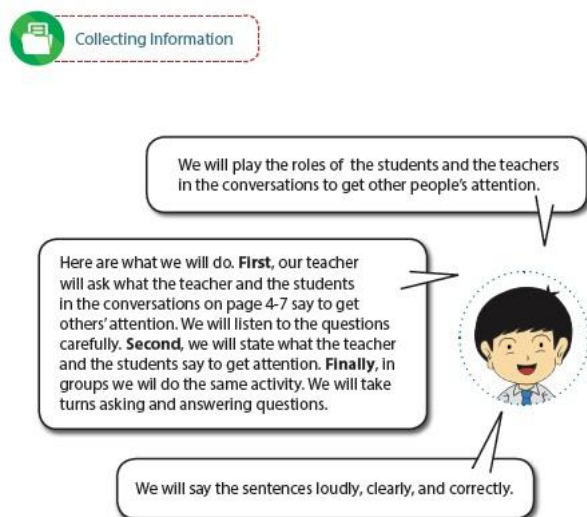 Collecting Information
We will play the roles of the students and the teachers
in the conversations to get other people's attention.
Here are what we will do. First, our teacher
will ask what the teacher and the students
in the conversations on page 4-7 say to get
others' attention. We will listen to the questions
carefully. Second, we will state what the teacher
and the students say to get attention. Finally, in
groups we wil do the same activity. We will take
turns asking and answering questions.
We will say the sentences loudly, clearly, and correctly.